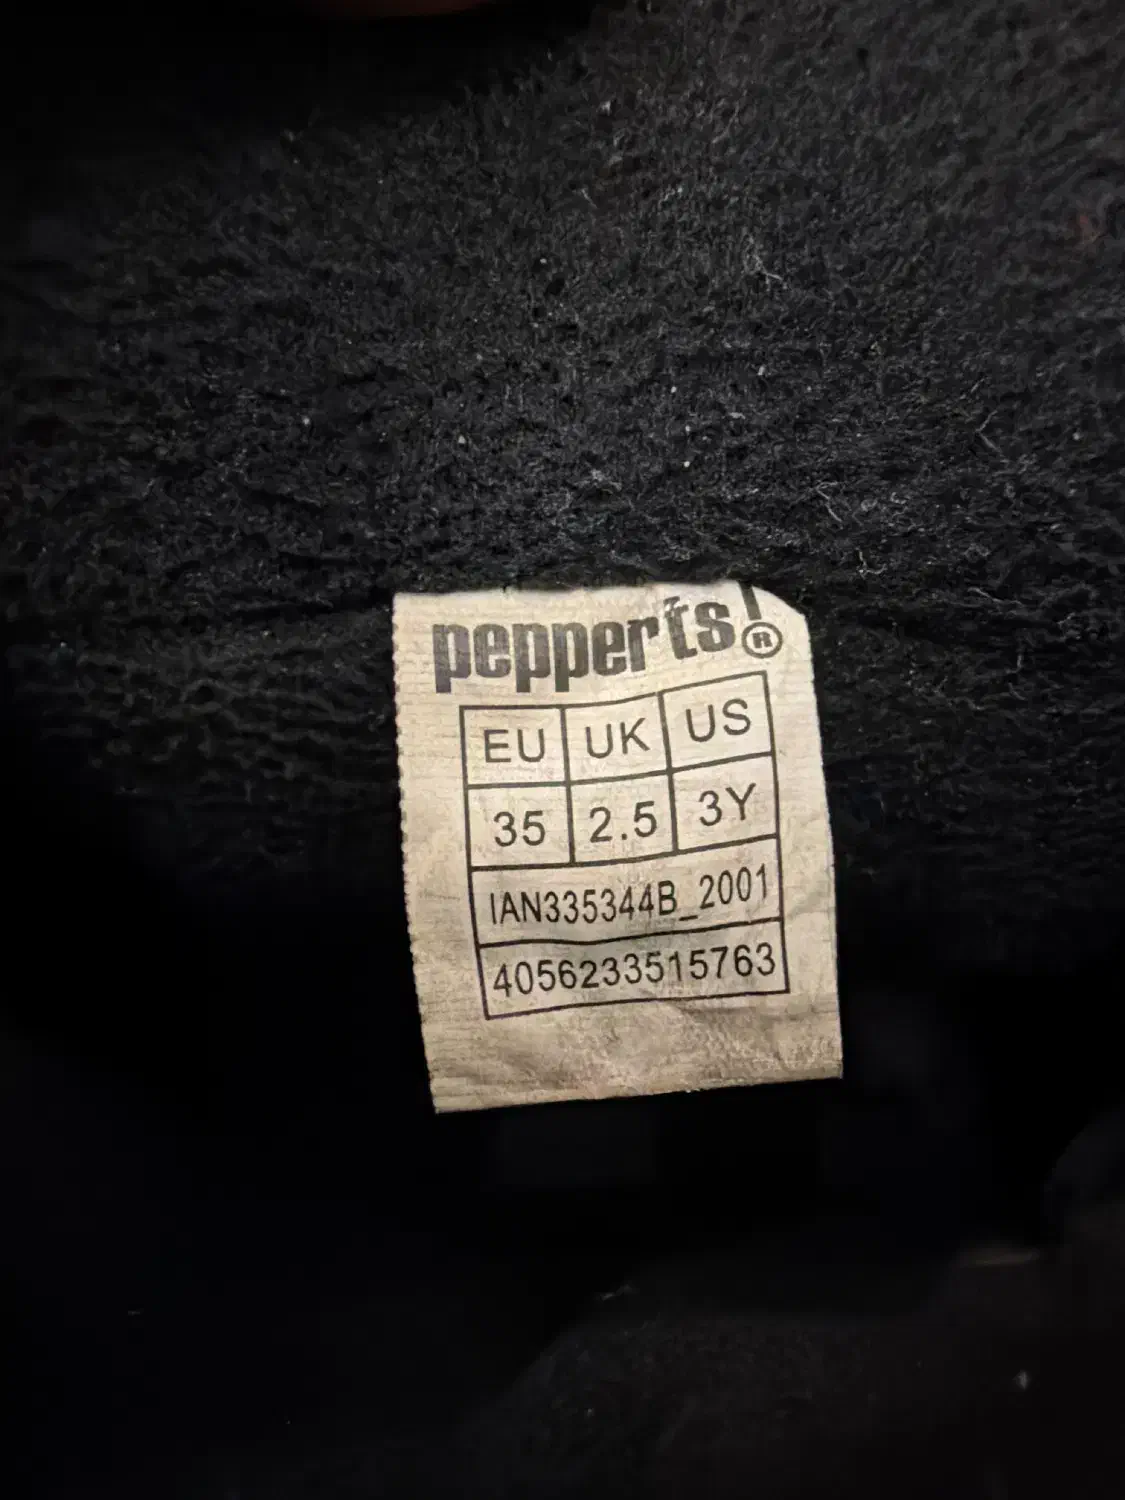 pepperts!®
EU UK US
35 2.5 3Y
IAN335344B_2001
4056233515763